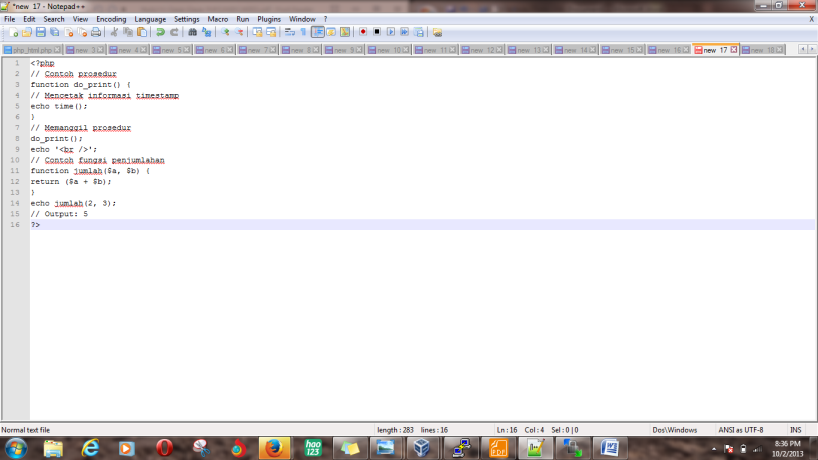 *new 17 - Notepad++
File Edit Search View Encoding Language Settings Macro Run Plugins Window ? X
php_html.php new 3 new 4 new 5 new 6 new 7 new 8 new 9 new 10 new 11 new 12 new 13 new 14 new 15 new 16 new 17 new 18
1 <?php
2 // Contoh prosedur
3 function do_print() {
4 // Mencetak informasi timestamp
5 echo time();
6 }
7 // Memanggil prosedur
8 do_print();
9 echo '<br />';
10 // Contoh fungsi penjumlahan
11 function jumlah($a, $b) {
12 return ($a + $b);
13 }
14 echo jumlah(2, 3);
15 // Output: 5
16 ?>
Normal text file length : 283 lines : 16 Ln : 16 Col : 4 Sel : 0 | 0 Dos\Windows ANSI as UTF-8 INS
hao
123
PDF
8:36 PM
10/2/2013